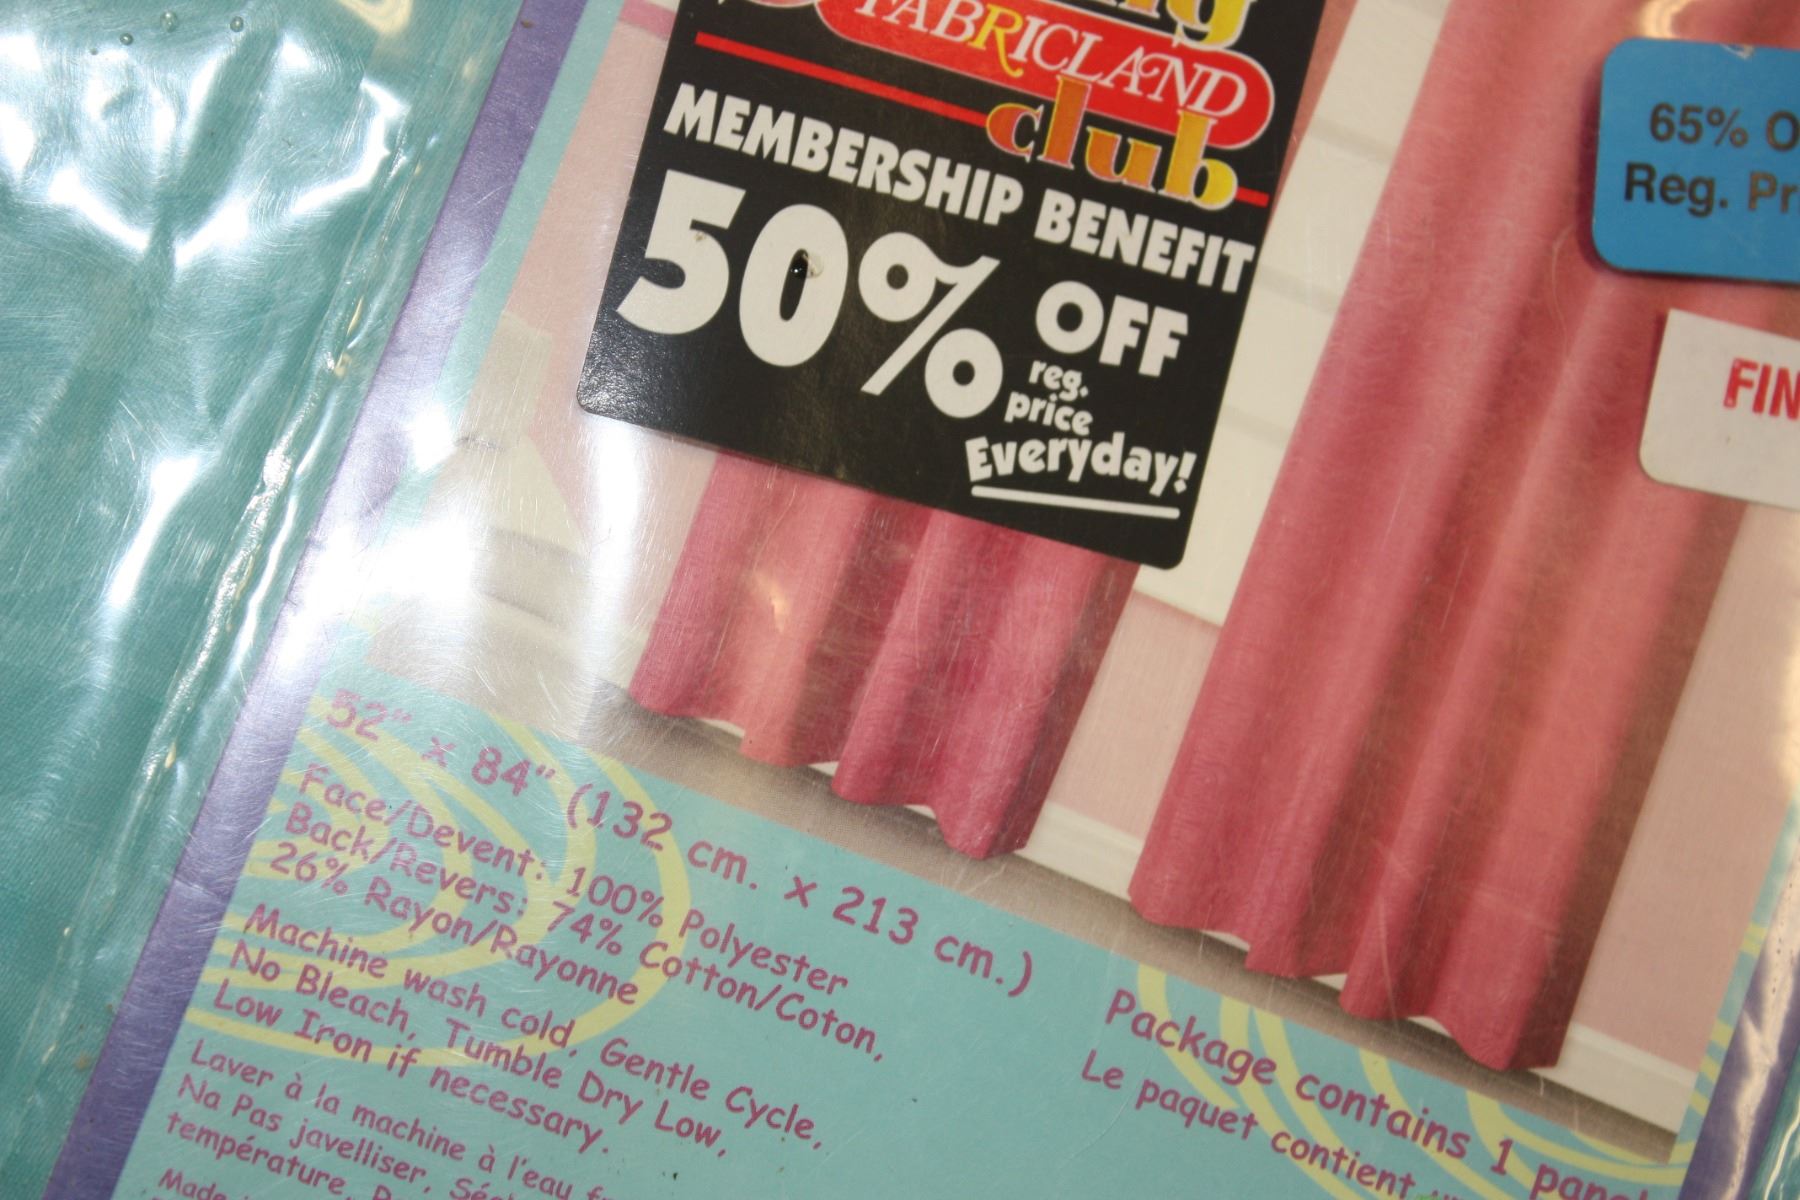 FABRICLAND
club
MEMBERSHIP BENEFIT
50% OFF
reg.
price
Everyday!
65%
Reg.
52" x 84" (132 cm. x 213 cm.)
Face/Devent: 100% Polyester
Back/Revers: 74% Cotton/Coton,
26% Rayon/Rayonne
Machine wash cold, Gentle Cycle,
No Bleach, Tumble Dry Low,
Low Iron if necessary.
Laver à la machine à l'eau
Na Pas javelliser,
température,
Made
Package contains 1
Le paquet contient